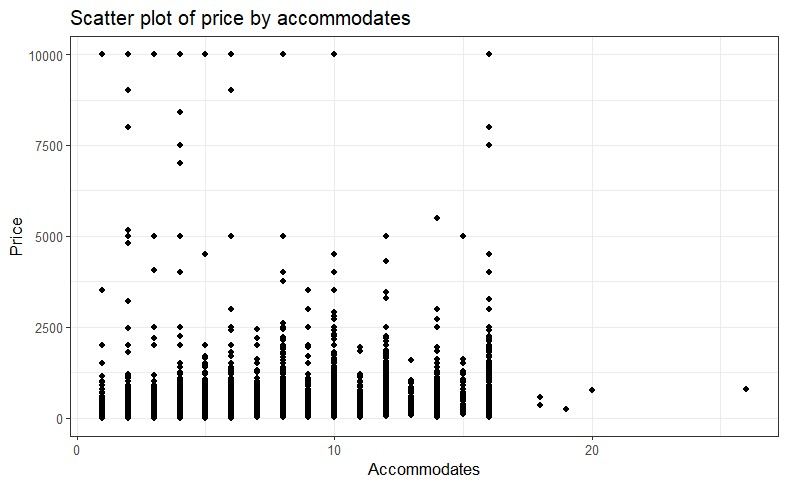 Scatter plot of price by accommodates
10000
7500
5000
2500
0
Price
0 10 20
Accommodates